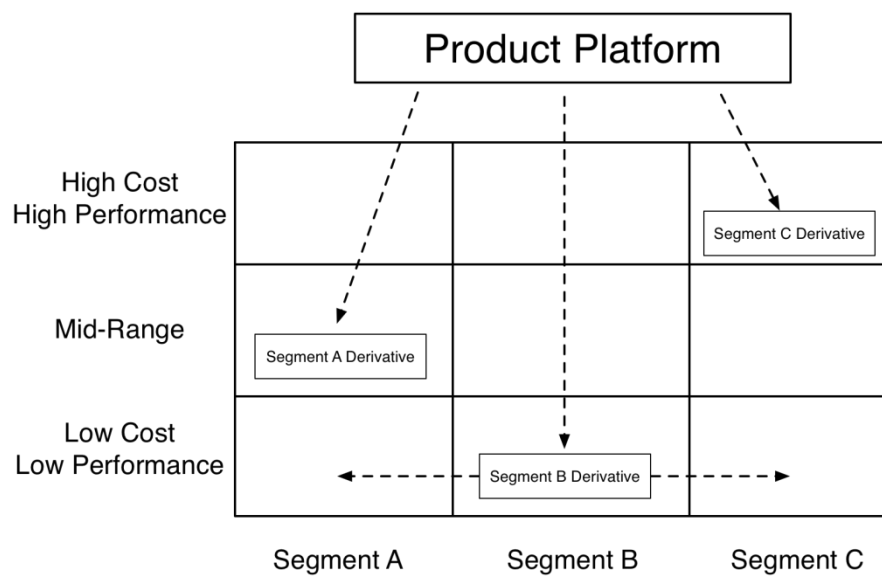 Product Platform
High Cost
High Performance
Segment C Derivative
Mid-Range
Segment A Derivative
Low Cost
Low Performance
Segment B Derivative
Segment A
Segment B
Segment C